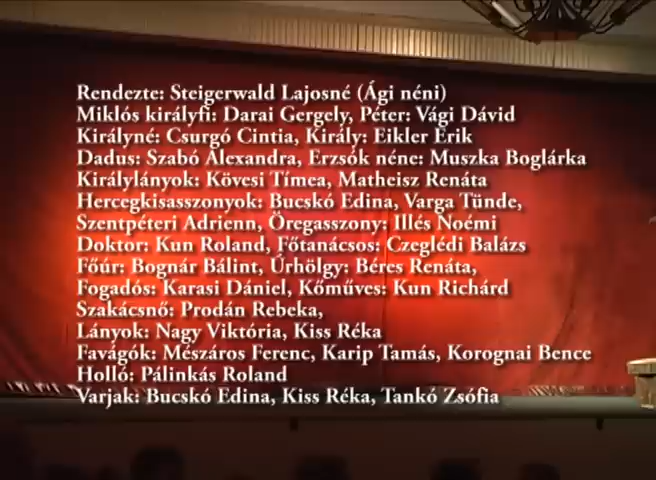 Rendezte: Steigerwald Lajosné (Ági néni)
Miklós királyfi: Darai Gergely, Péter: Vági Dávid
Királyné: Csurgó Cintia, Király: Eikler Erik
Dadus: Szabó Alexandra, Erzsók néne: Muszka Boglárka
Királylányok: Kövesi Tímea, Matheisz Renáta
Hercegkisasszonyok: Bucskó Edina, Varga Tünde,
Szentpéteri Adrienn, Öregasszony: Illés Noémi
Doktor: Kun Roland, Főtanácsos: Czeglédi Balázs
Főúr: Bognár Bálint, Úrhölgy: Béres Renáta,
Fogadós: Karasi Dániel, Kőműves: Kun Richárd
Szakácsnő: Prodán Rebeka,
Lányok: Nagy Viktória, Kiss Réka
Favágók: Mészáros Ferenc, Karip Tamás, Korognai Bence
Holló: Pálinkás Roland
Varjak: Bucskó Edina, Kiss Réka, Tankó Zsófia